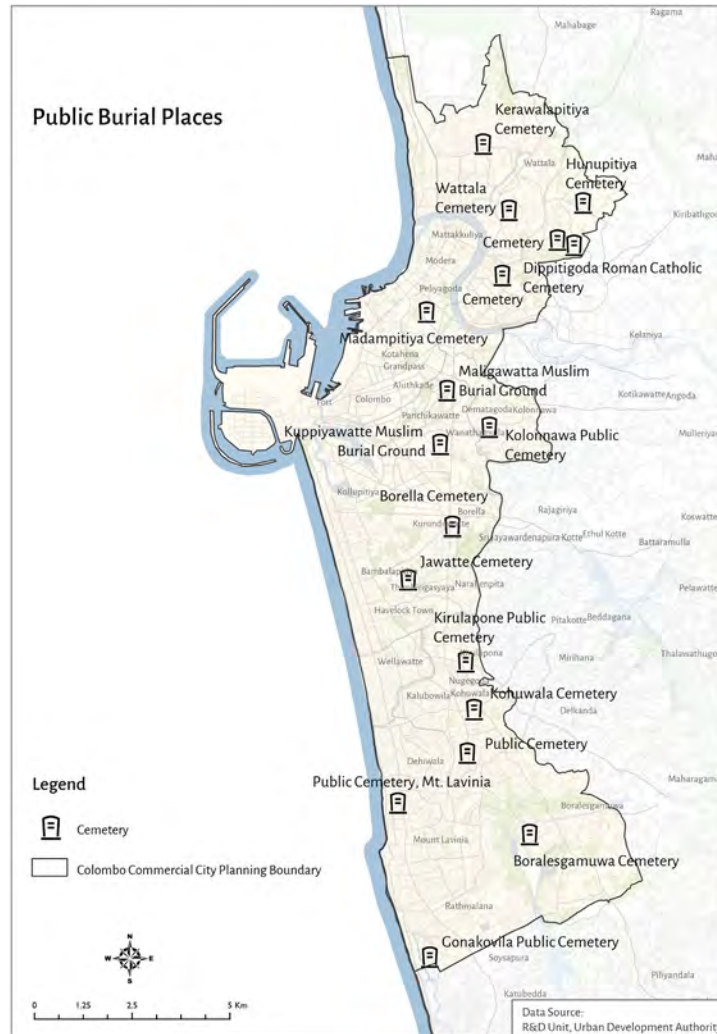 Ragama
Mahabage
Public Burial Places
Kerawalapitiya
Cemetery
Wattala
Hunupitiya
Cemetery
Wattala
Cemetery
Kiribathgo
Mattakkuliya
Cemetery
Modera
Dippitigoda Roman Catholic
Cemetery
Cemetery
Peliyagoda
Kelaniya
Madampitiya Cemetery
Kotahena
Grandpass
Maligawatta Muslim
Burial Ground
Aluthkade
Colombo
Fort
Kotikawatte
Angoda
Panchikawatte
Dematagoda
Kolonnawa
Kuppiyawatte Muslim
Burial Ground
Kolonnawa Public
Cemetery
Mulleriya
Kollupitiya
Borella Cemetery
Borella
Rajagiriya
Koswatte
Ethul Kotte
Sri Jayawardenapura Kotte
Battaramulla
Jawatte Cemetery
Narahenpita
Pelawatte
Havelock Town
Kirulapone Public
Cemetery
Pitakotte
Beddagana
Thalawathugo
Wellawatte
Mirihana
Nugegoda
Kalubowila
Kohuwala
Kohuwala Cemetery
Delkanda
Public Cemetery
Dehiwala
Maharagama
Legend
Public Cemetery, Mt. Lavinia
Boralesgamuwa
Cemetery
Mount Lavinia
Boralesgamuwa Cemetery
Colombo Commercial City Planning Boundary
Rathmalana
Gonakovila Public Cemetery
Soysapura
N
W
E
S
Piliyandala
Katubedda
0
1.25
2.5
5 Km
Data Source:
R&D Unit, Urban Development Authorit